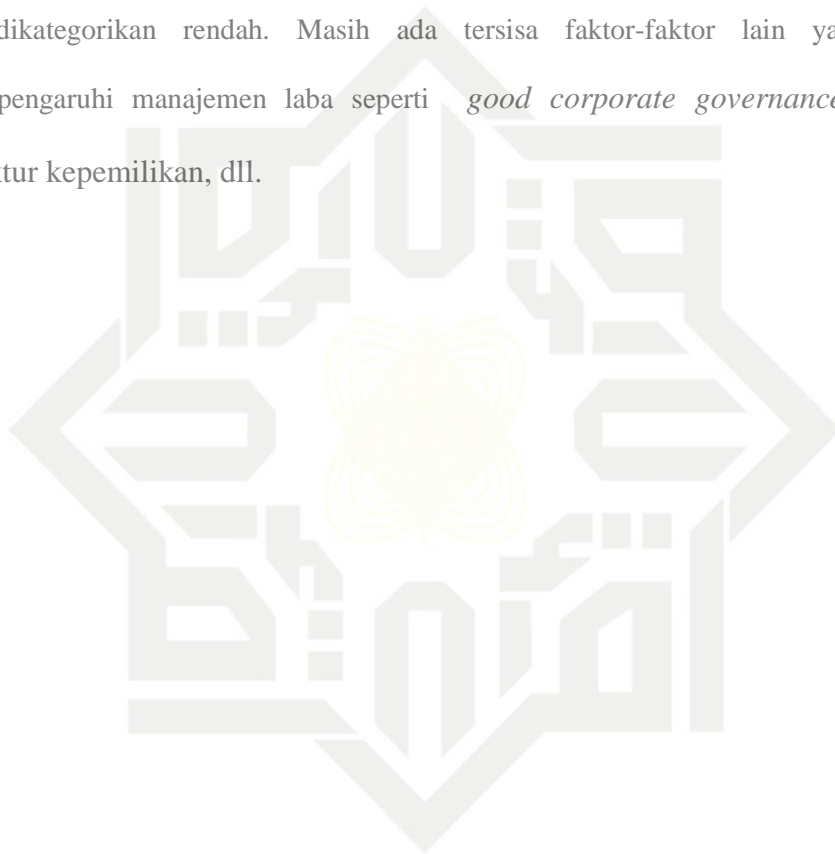 dikategorikan rendah. Masih ada tersisa faktor-faktor lain ya
pengaruhi manajemen laba seperti good corporate governance
tur kepemilikan, dll.